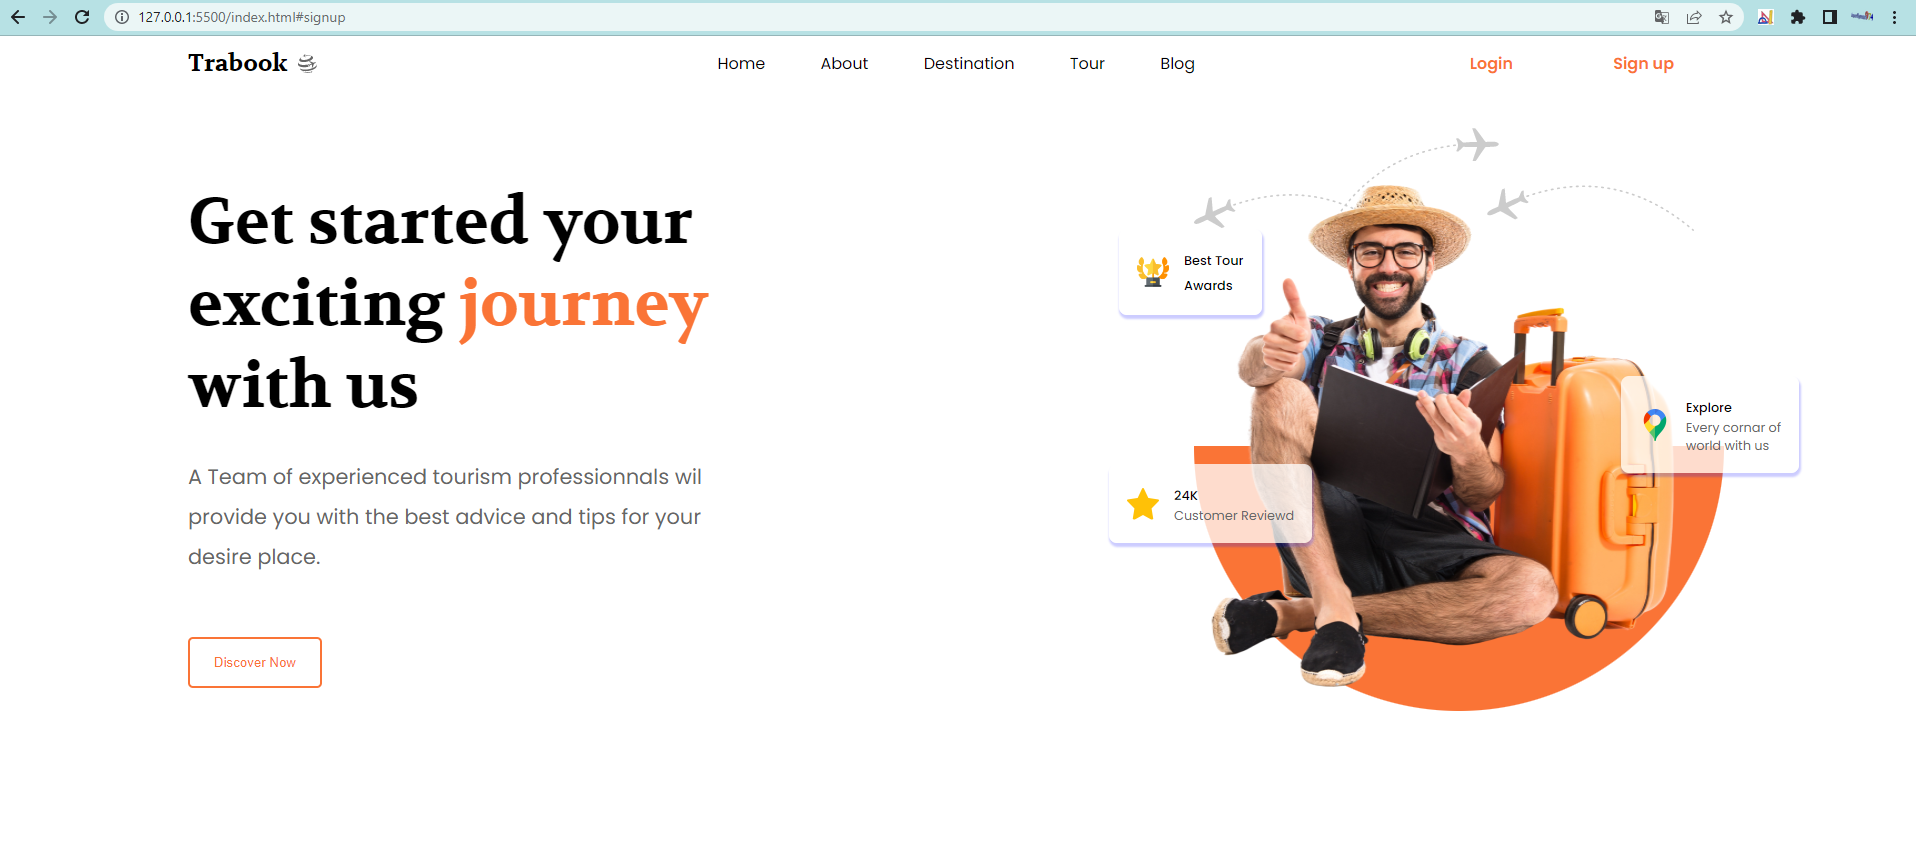 127.0.0.1:5500/index.html#signup
Trabook
Home About Destination Tour Blog
Login Sign up
Get started your
exciting journey
with us
A Team of experienced tourism professionnals wil
provide you with the best advice and tips for your
desire place.
Discover Now
Best Tour
Awards
Explore
Every cornar of
world with us
24K
Customer Reviewd